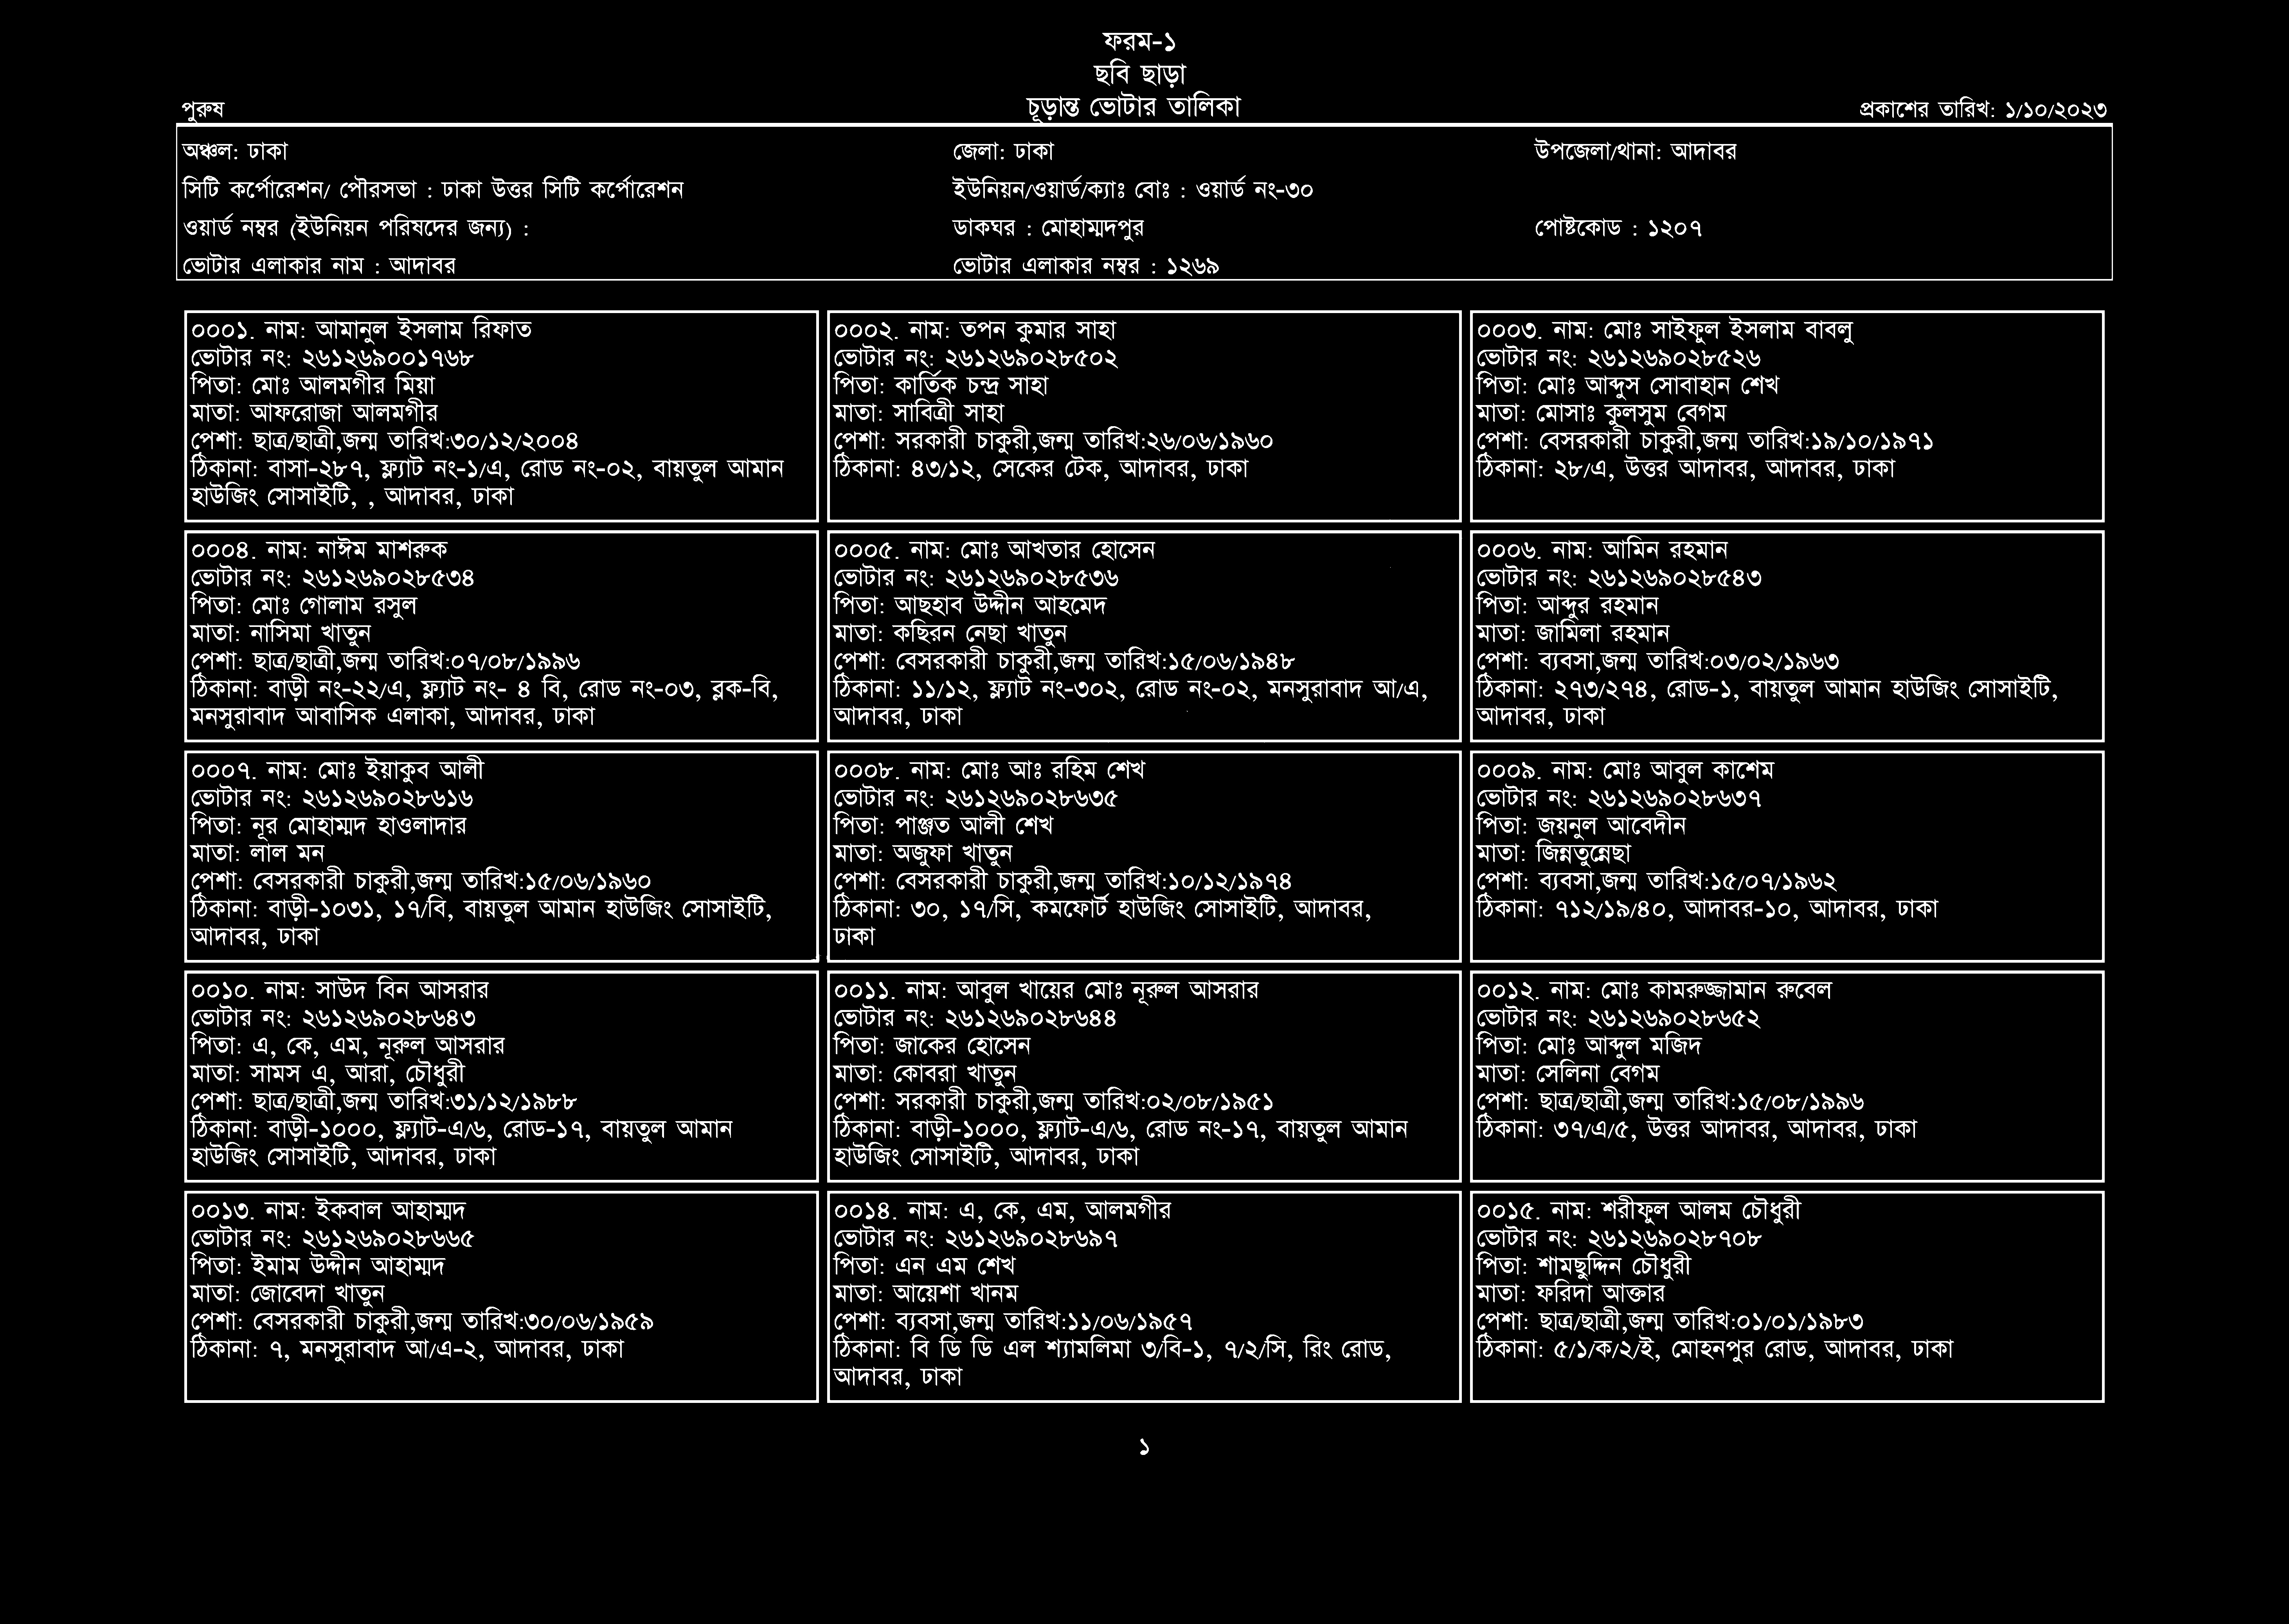 ফরম-১
ছবি ছাড়া
পুরুষ চূড়ান্ত ভোটার তালিকা প্রকাশের তারিখ: ১/১০/২০২৩
অঞ্চল: ঢাকা জেলা: ঢাকা উপজেলা/থানা: আদাবর
সিটি কর্পোরেশন/ পৌরসভা : ঢাকা উত্তর সিটি কর্পোরেশন ইউনিয়ন/ওয়ার্ড/ক্যাঃ বোঃ : ওয়ার্ড নং-৩০
ওয়ার্ড নম্বর (ইউনিয়ন পরিষদের জন্য) : ডাকঘর : মোহাম্মদপুর পোষ্টকোড : ১২০৭
ভোটার এলাকার নাম : আদাবর ভোটার এলাকার নম্বর : ১২৬৯
০০০১. নাম: আমানুল ইসলাম রিফাত
ভোটার নং: ২৬১২৬৯০০১৭৬৮
পিতা: মোঃ আলমগীর মিয়া
মাতা: আফরোজা আলমগীর
পেশা: ছাত্র/ছাত্রী,জন্ম তারিখ:৩০/১২/২০০৪
ঠিকানা: বাসা-২৮৭, ফ্ল্যাট নং-১/এ, রোড নং-০২, বায়তুল আমান
হাউজিং সোসাইটি, , আদাবর, ঢাকা
০০০২. নাম: তপন কুমার সাহা
ভোটার নং: ২৬১২৬৯০২৮৫০২
পিতা: কার্তিক চন্দ্র সাহা
মাতা: সাবিত্রী সাহা
পেশা: সরকারী চাকুরী,জন্ম তারিখ:২৬/০৬/১৯৬০
ঠিকানা: ৪৩/১২, সেকের টেক, আদাবর, ঢাকা
০০০৩. নাম: মোঃ সাইফুল ইসলাম বাবলু
ভোটার নং: ২৬১২৬৯০২৮৫২৬
পিতা: মোঃ আব্দুস সোবাহান শেখ
মাতা: মোসাঃ কুলসুম বেগম
পেশা: বেসরকারী চাকুরী,জন্ম তারিখ:১৯/১০/১৯৭১
ঠিকানা: ২৮/এ, উত্তর আদাবর, আদাবর, ঢাকা
০০০৪. নাম: নাঈম মাশরুক
ভোটার নং: ২৬১২৬৯০২৮৫৩৪
পিতা: মোঃ গোলাম রসুল
মাতা: নাসিমা খাতুন
পেশা: ছাত্র/ছাত্রী,জন্ম তারিখ:০৭/০৮/১৯৯৬
ঠিকানা: বাড়ী নং-২২/এ, ফ্ল্যাট নং- ৪ বি, রোড নং-০৩, ব্লক-বি,
মনসুরাবাদ আবাসিক এলাকা, আদাবর, ঢাকা
০০০৫. নাম: মোঃ আখতার হোসেন
ভোটার নং: ২৬১২৬৯০২৮৫৩৬
পিতা: আছহাব উদ্দীন আহমেদ
মাতা: কছিরন নেছা খাতুন
পেশা: বেসরকারী চাকুরী,জন্ম তারিখ:১৫/০৬/১৯৪৮
ঠিকানা: ১১/১২, ফ্ল্যাট নং-৩০২, রোড নং-০২, মনসুরাবাদ আ/এ,
আদাবর, ঢাকা
০০০৬. নাম: আমিন রহমান
ভোটার নং: ২৬১২৬৯০২৮৫৪৩
পিতা: আব্দুর রহমান
মাতা: জামিলা রহমান
পেশা: ব্যবসা,জন্ম তারিখ:০৩/০২/১৯৬৩
ঠিকানা: ২৭৩/২৭৪, রোড-১, বায়তুল আমান হাউজিং সোসাইটি,
আদাবর, ঢাকা
০০০৭. নাম: মোঃ ইয়াকুব আলী
ভোটার নং: ২৬১২৬৯০২৮৬১৬
পিতা: নূর মোহাম্মদ হাওলাদার
মাতা: লাল মন
পেশা: বেসরকারী চাকুরী,জন্ম তারিখ:১৫/০৬/১৯৬০
ঠিকানা: বাড়ী-১০৩১, ১৭/বি, বায়তুল আমান হাউজিং সোসাইটি,
আদাবর, ঢাকা
০০০৮. নাম: মোঃ আঃ রহিম শেখ
ভোটার নং: ২৬১২৬৯০২৮৬৩৫
পিতা: পাঞ্জত আলী শেখ
মাতা: অজুফা খাতুন
পেশা: বেসরকারী চাকুরী,জন্ম তারিখ:১০/১২/১৯৭৪
ঠিকানা: ৩০, ১৭/সি, কমফোর্ট হাউজিং সোসাইটি, আদাবর,
ঢাকা
০০০৯. নাম: মোঃ আবুল কাশেম
ভোটার নং: ২৬১২৬৯০২৮৬৩৭
পিতা: জয়নুল আবেদীন
মাতা: জিন্নতুন্নেছা
পেশা: ব্যবসা,জন্ম তারিখ:১৫/০৭/১৯৬২
ঠিকানা: ৭১২/১৯/৪০, আদাবর-১০, আদাবর, ঢাকা
০০১০. নাম: সাউদ বিন আসরার
ভোটার নং: ২৬১২৬৯০২৮৬৪৩
পিতা: এ, কে, এম, নূরুল আসরার
মাতা: সামস এ, আরা, চৌধুরী
পেশা: ছাত্র/ছাত্রী,জন্ম তারিখ:৩১/১২/১৯৮৮
ঠিকানা: বাড়ী-১০০০, ফ্ল্যাট-এ/৬, রোড-১৭, বায়তুল আমান
হাউজিং সোসাইটি, আদাবর, ঢাকা
০০১১. নাম: আবুল খায়ের মোঃ নূরুল আসরার
ভোটার নং: ২৬১২৬৯০২৮৬৪৪
পিতা: জাকের হোসেন
মাতা: কোবরা খাতুন
পেশা: সরকারী চাকুরী,জন্ম তারিখ:০২/০৮/১৯৫১
ঠিকানা: বাড়ী-১০০০, ফ্ল্যাট-এ/৬, রোড নং-১৭, বায়তুল আমান
হাউজিং সোসাইটি, আদাবর, ঢাকা
০০১২. নাম: মোঃ কামরুজ্জামান রুবেল
ভোটার নং: ২৬১২৬৯০২৮৬৫২
পিতা: মোঃ আব্দুল মজিদ
মাতা: সেলিনা বেগম
পেশা: ছাত্র/ছাত্রী,জন্ম তারিখ:১৫/০৮/১৯৯৬
ঠিকানা: ৩৭/এ/৫, উত্তর আদাবর, আদাবর, ঢাকা
০০১৩. নাম: ইকবাল আহাম্মদ
ভোটার নং: ২৬১২৬৯০২৮৬৬৫
পিতা: ইমাম উদ্দীন আহাম্মদ
মাতা: জোবেদা খাতুন
পেশা: বেসরকারী চাকুরী,জন্ম তারিখ:৩০/০৬/১৯৫৯
ঠিকানা: ৭, মনসুরাবাদ আ/এ-২, আদাবর, ঢাকা
০০১৪. নাম: এ, কে, এম, আলমগীর
ভোটার নং: ২৬১২৬৯০২৮৬৯৭
পিতা: এন এম শেখ
মাতা: আয়েশা খানম
পেশা: ব্যবসা,জন্ম তারিখ:১১/০৬/১৯৫৭
ঠিকানা: বি ডি ডি এল শ্যামলিমা ৩/বি-১, ৭/২/সি, রিং রোড,
আদাবর, ঢাকা
০০১৫. নাম: শরীফুল আলম চৌধুরী
ভোটার নং: ২৬১২৬৯০২৮৭০৮
পিতা: শামছুদ্দিন চৌধুরী
মাতা: ফরিদা আক্তার
পেশা: ছাত্র/ছাত্রী,জন্ম তারিখ:০১/০১/১৯৮৩
ঠিকানা: ৫/১/ক/২/ই, মোহনপুর রোড, আদাবর, ঢাকা
১